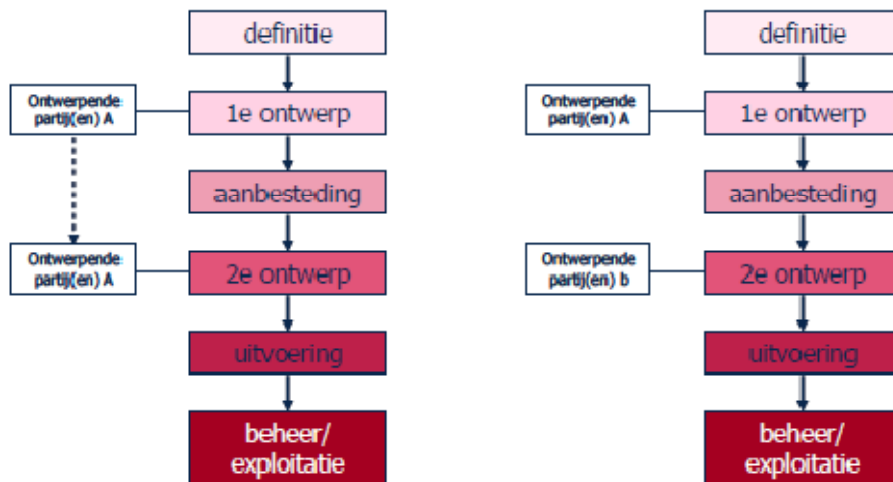 definitie
Ontwerpende
partij(en) A
1e ontwerp
aanbesteding
Ontwerpende
partij(en) A
2e ontwerp
uitvoering
beheer/
exploitatie
definitie
Ontwerpende
partij(en) A
1e ontwerp
aanbesteding
Ontwerpende
partij(en) b
2e ontwerp
uitvoering
beheer/
exploitatie